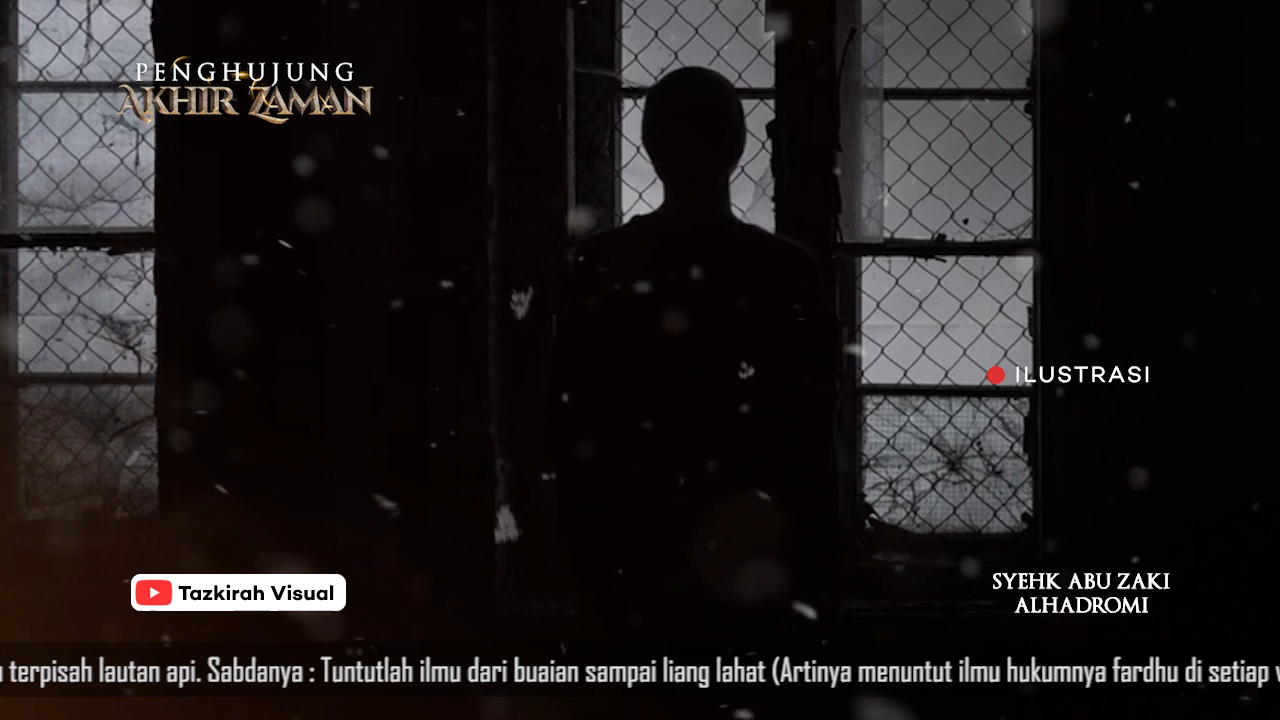 PENGHUJUNG
AKHIR ZAMAN
ILUSTRASI
Tazkirah Visual
SYEHK ABU ZAKI
ALHADROMI
terpisah lautan api. Sabdanya : Tuntutlah ilmu dari buaian sampai liang lahat (Artinya menuntut ilmu hukumnya fardhu di setiap